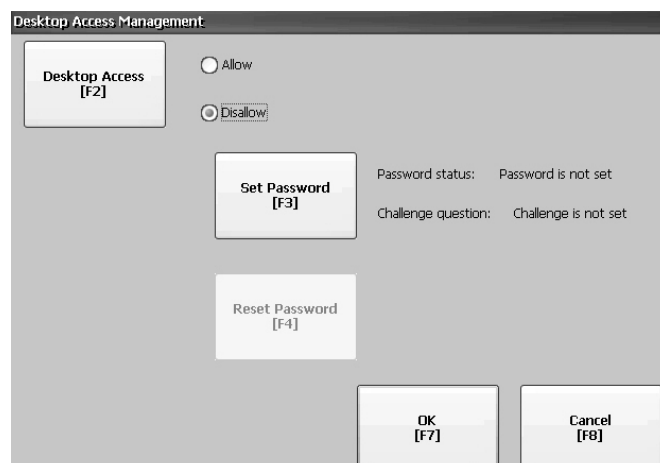 Desktop Access Management
Desktop Access
[F2]
Allow
Disallow
Set Password
[F3]
Password status: Password is not set
Challenge question: Challenge is not set
Reset Password
[F4]
OK
[F7]
Cancel
[F8]